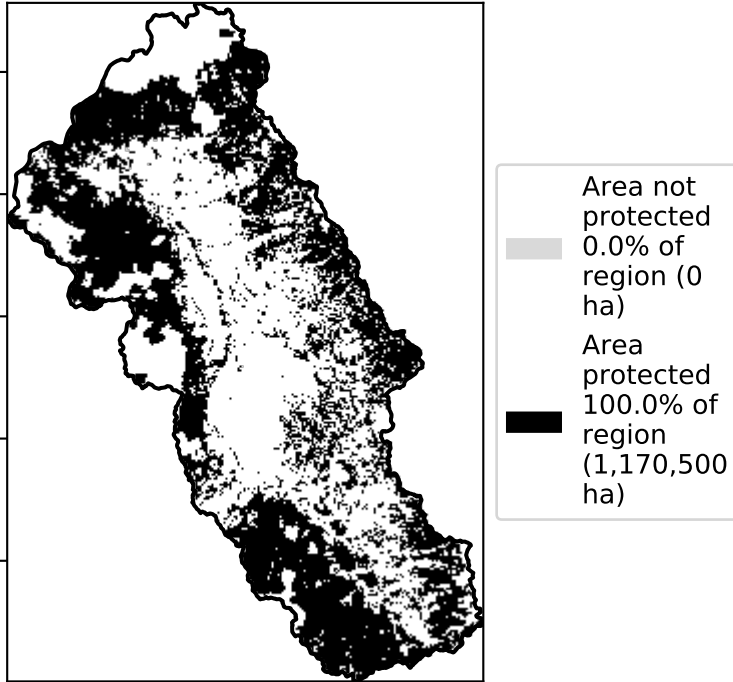 Area not
protected
0.0% of
region (0
ha)
Area
protected
100.0% of
region
(1,170,500
ha)